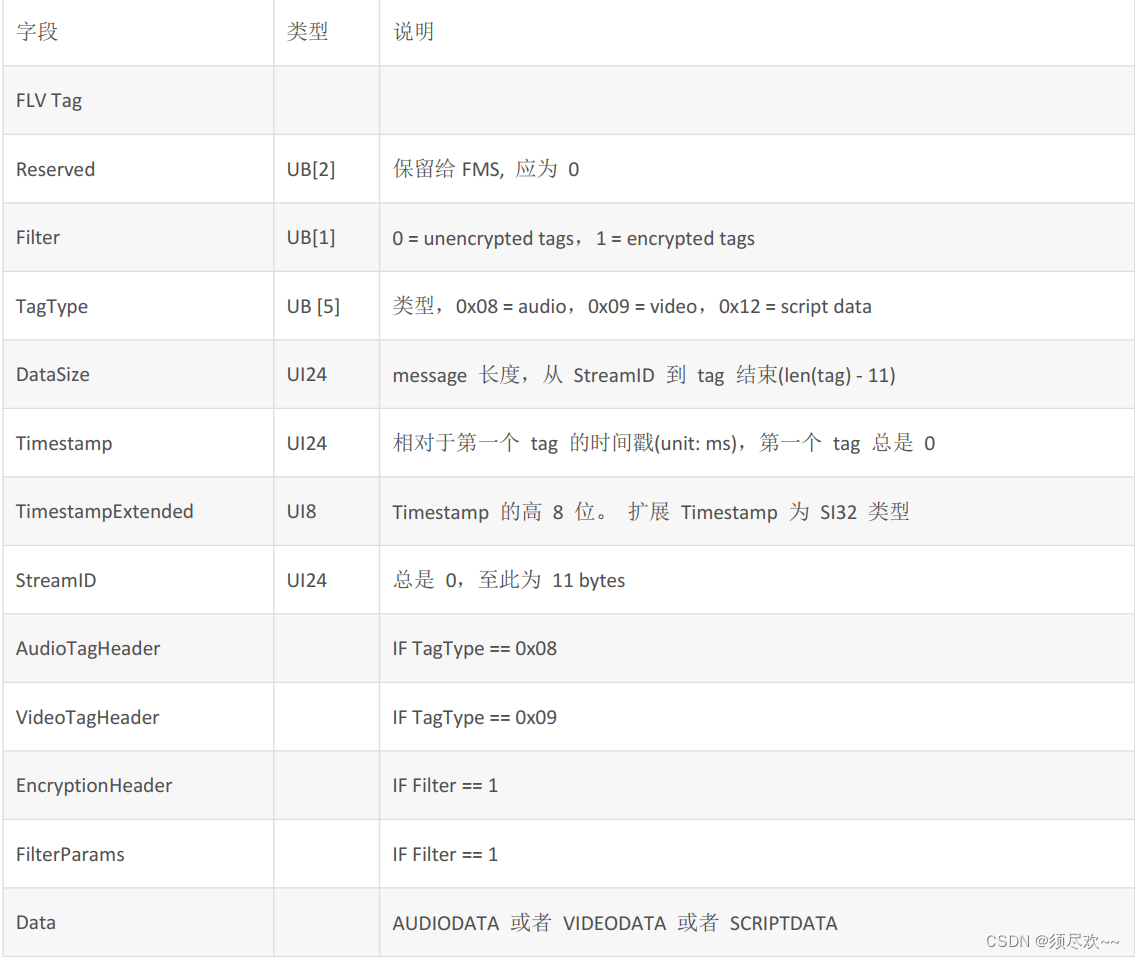 字段 类型 说明
FLV Tag
Reserved UB[2] 保留给 FMS, 应为 0
Filter UB[1] 0 = unencrypted tags，1 = encrypted tags
TagType UB [5] 类型，0x08 = audio，0x09 = video，0x12 = script data
DataSize UI24 message 长度，从 StreamID 到 tag 结束(len(tag) - 11)
Timestamp UI24 相对于第一个 tag 的时间戳(unit: ms)，第一个 tag 总是 0
TimestampExtended UI8 Timestamp 的高 8 位。 扩展 Timestamp 为 SI32 类型
StreamID UI24 总是 0，至此为 11 bytes
AudioTagHeader IF TagType == 0x08
VideoTagHeader IF TagType == 0x09
EncryptionHeader IF Filter == 1
FilterParams IF Filter == 1
Data AUDIODATA 或者 VIDEODATA 或者 SCRIPTDATA
CSDN @须尽欢~~